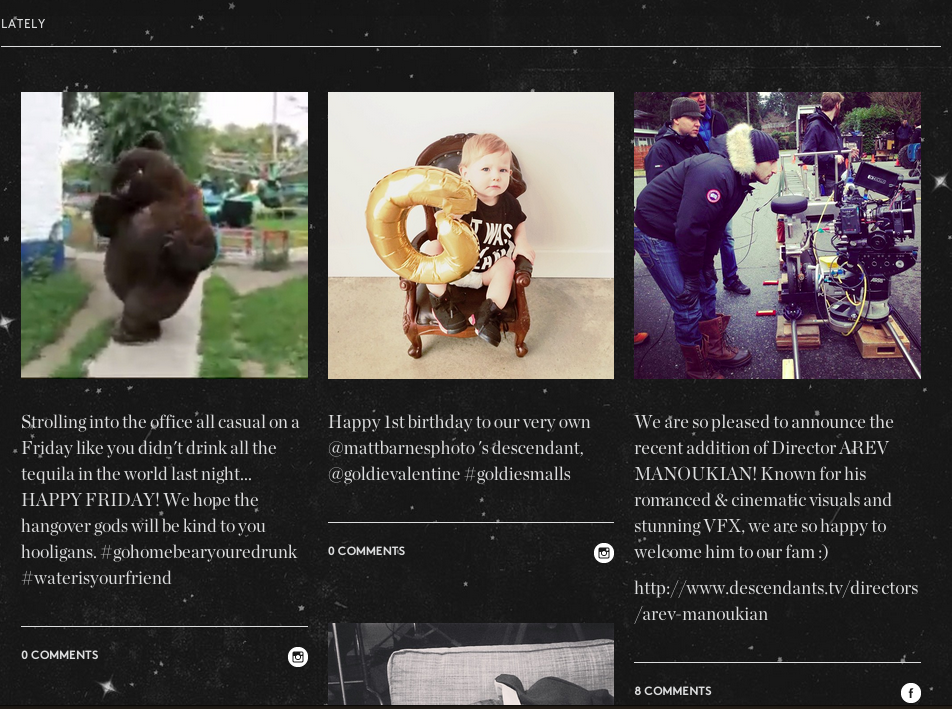 LATELY
Strolling into the office all casual on a
Friday like you didn't drink all the
tequila in the world last night...
HAPPY FRIDAY! We hope the
hangover gods will be kind to you
hooligans. #gohomebearyouredrunk
#waterisyourfriend
0 COMMENTS
IT WAS
Happy 1st birthday to our very own
@mattbarnesphoto 's descendant,
@goldievalentine #goldiesmalls
0 COMMENTS
We are so pleased to announce the
recent addition of Director AREV
MANOUKIAN! Known for his
romanced & cinematic visuals and
stunning VFX, we are so happy to
welcome him to our fam :)
http://www.descendants.tv/directors
/arev-manoukian
8 COMMENTS
f